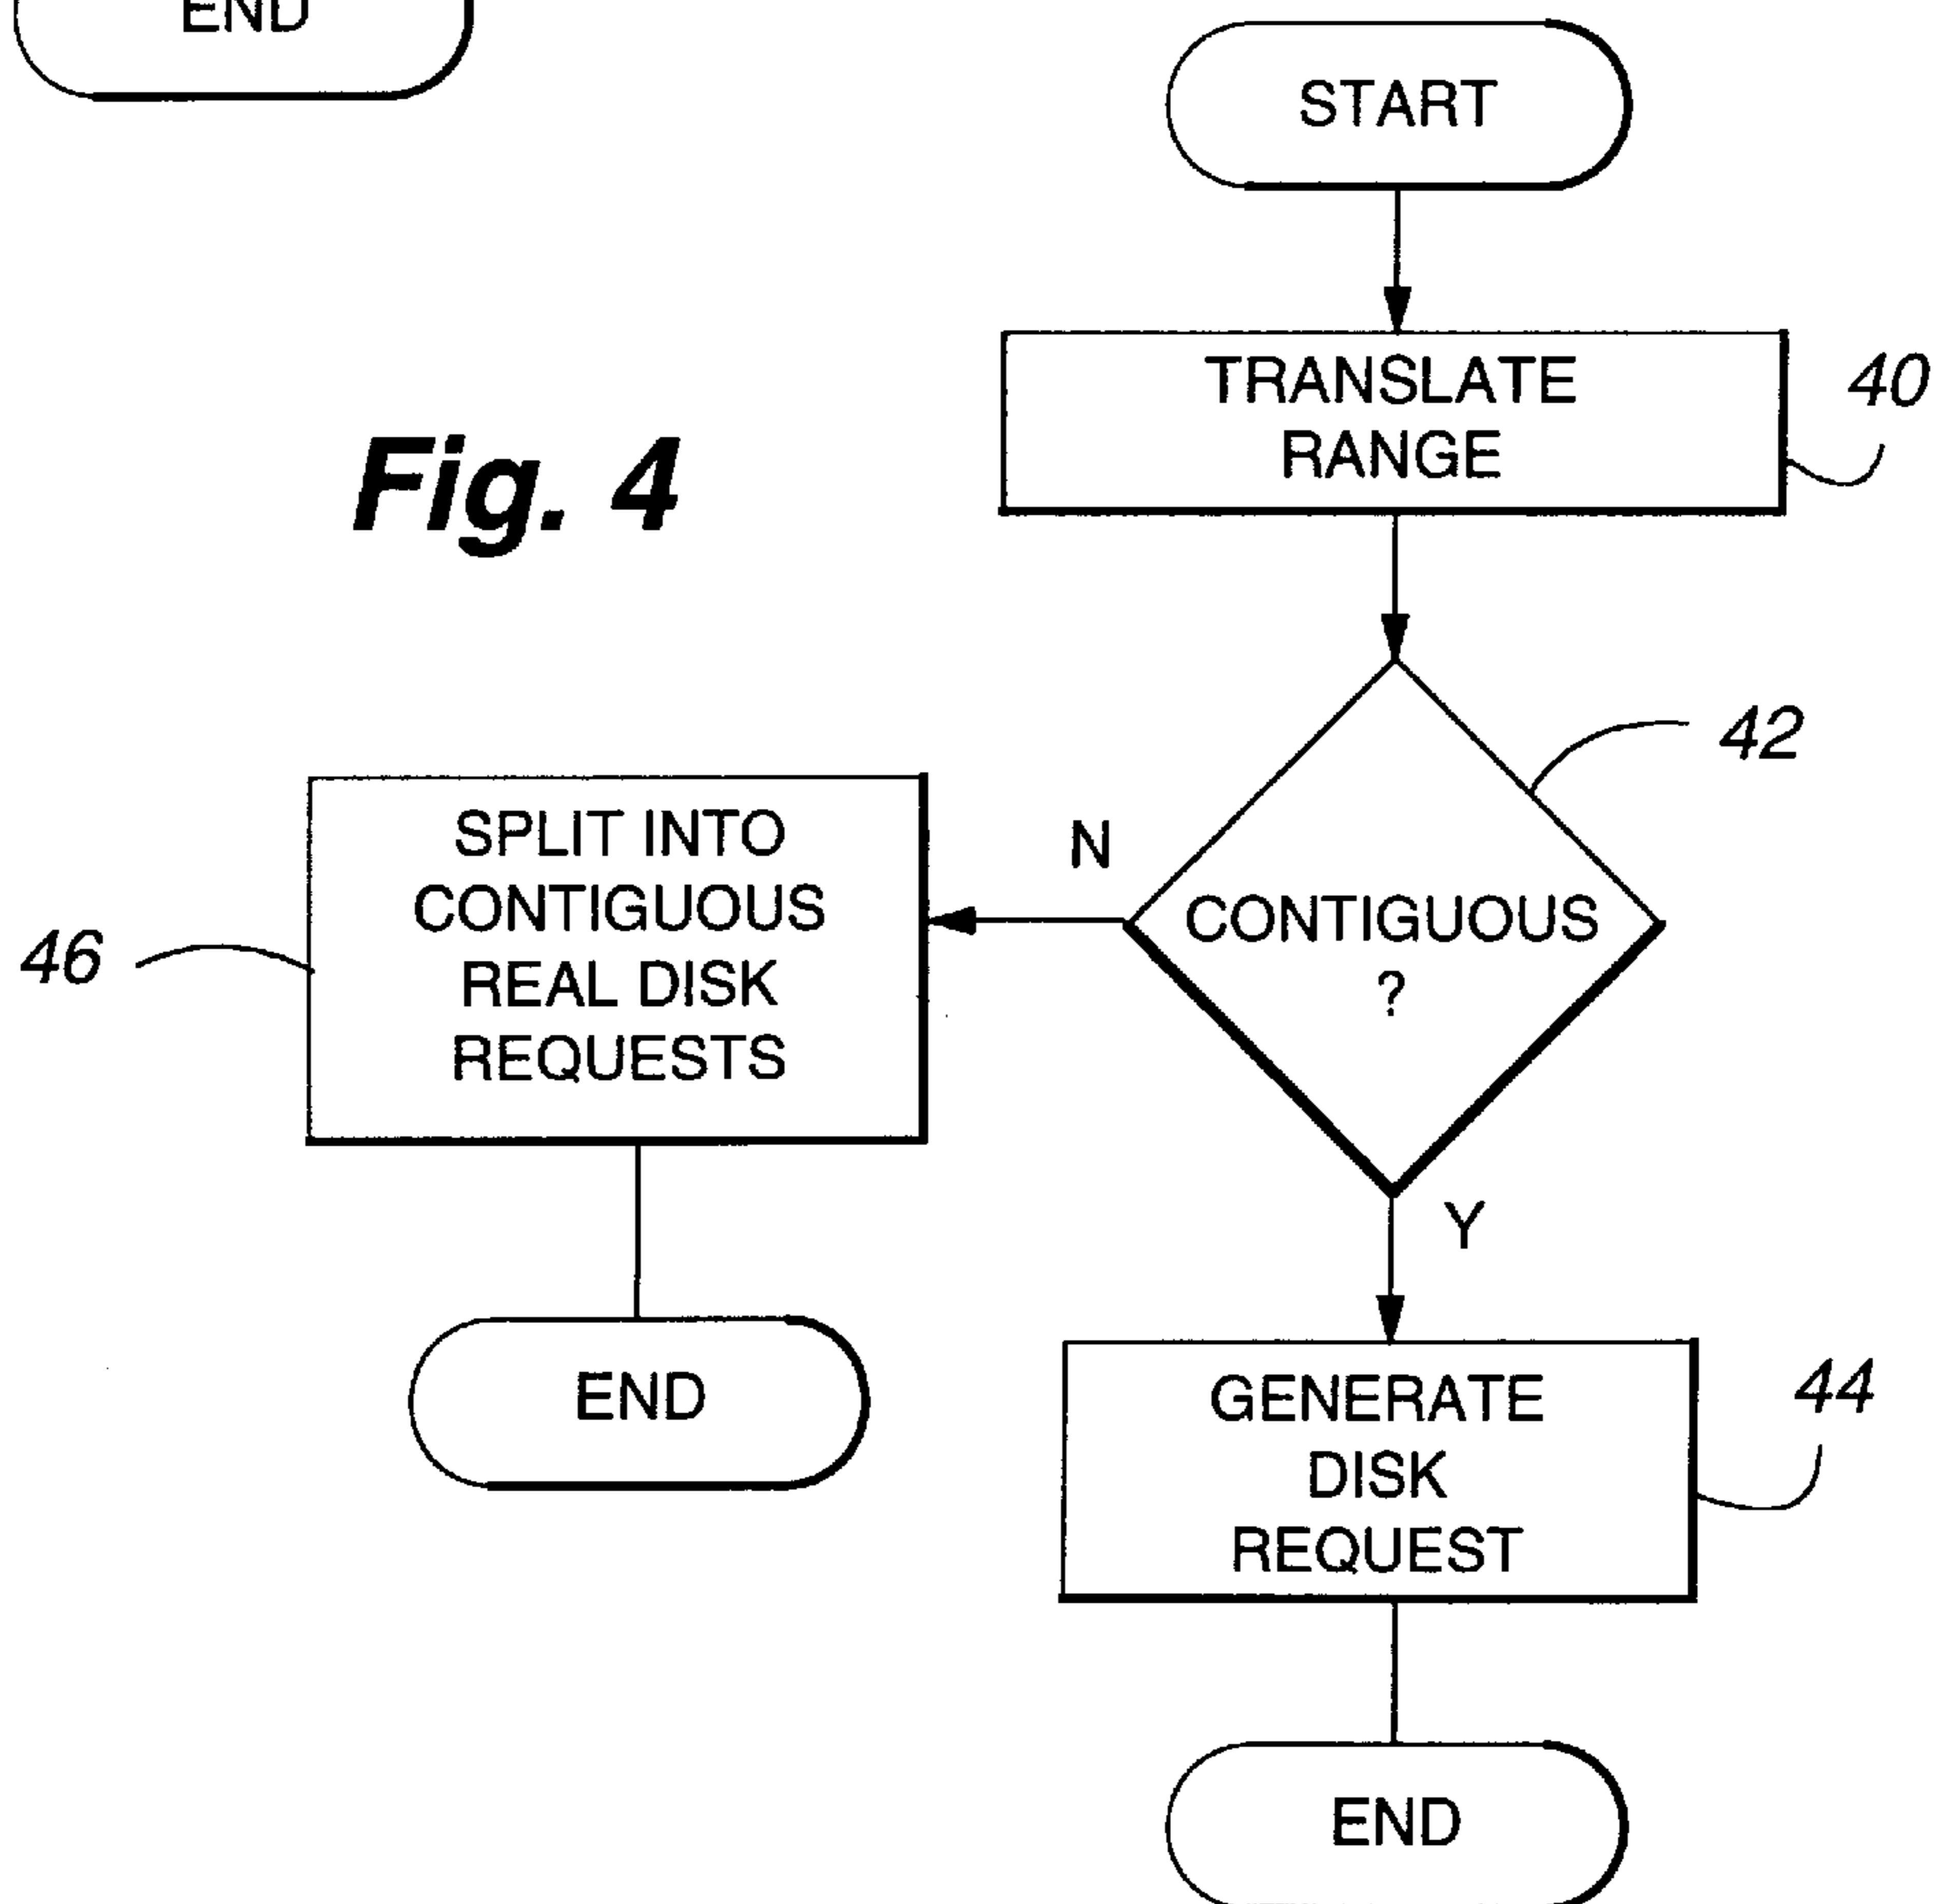 END
START
TRANSLATE
RANGE
40
Fig. 4
42
N
CONTIGUOUS
?
SPLIT INTO
CONTIGUOUS
REAL DISK
REQUESTS
46
Y
END
GENERATE
DISK
REQUEST
44
END